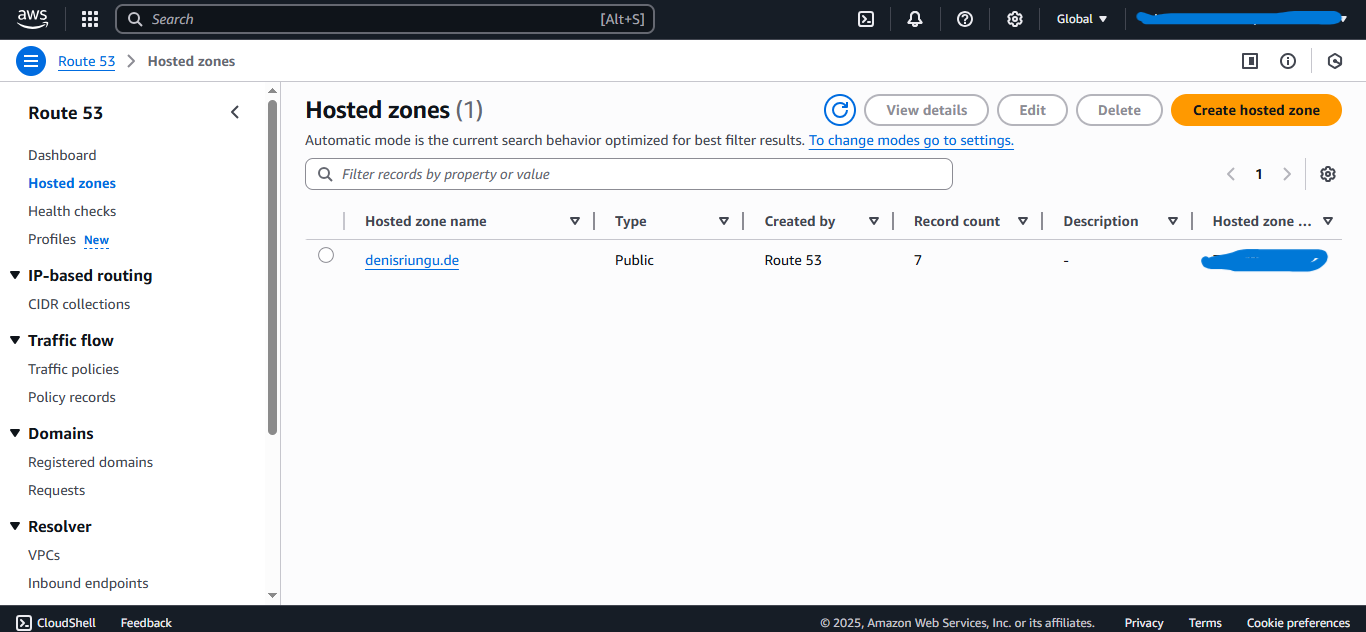 aws
Search [Alt+S] Global
Route 53 Hosted zones
Route 53
Dashboard
Hosted zones
Health checks
Profiles New
IP-based routing
CIDR collections
Traffic flow
Traffic policies
Policy records
Domains
Registered domains
Requests
Resolver
VPCs
Inbound endpoints
Hosted zones (1)
View details Edit Delete Create hosted zone
Automatic mode is the current search behavior optimized for best filter results. To change modes go to settings.
Filter records by property or value
1
Hosted zone name Type Created by Record count Description Hosted zone ...
denisriungu.de Public Route 53 7 -
CloudShell Feedback © 2025, Amazon Web Services, Inc. or its affiliates. Privacy Terms Cookie preferences